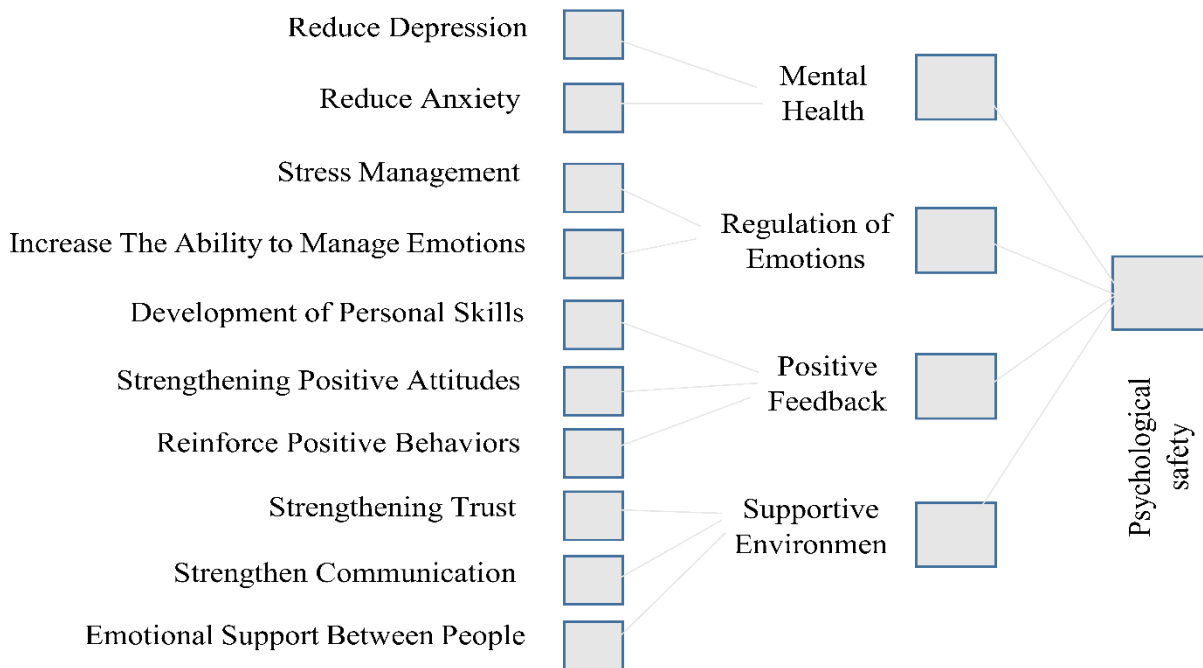 Reduce Depression
Reduce Anxiety
Stress Management
Increase The Ability to Manage Emotions
Development of Personal Skills
Strengthening Positive Attitudes
Reinforce Positive Behaviors
Strengthening Trust
Strengthen Communication
Emotional Support Between People
Mental
Health
Regulation of
Emotions
Positive
Feedback
Supportive
Environmen
Psychological
safety